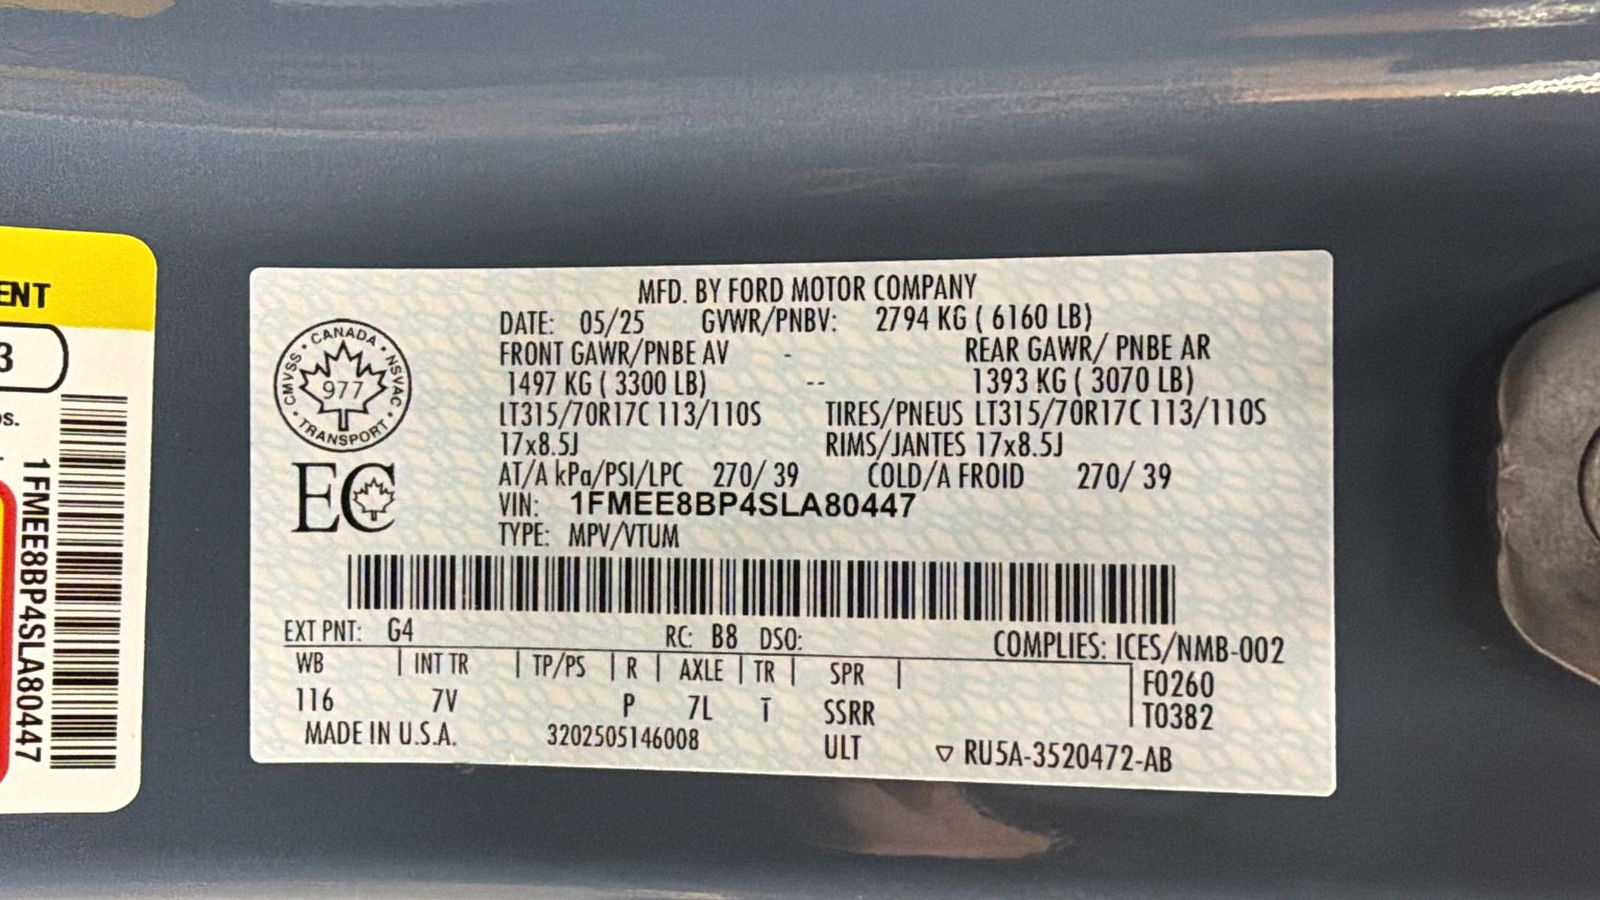 ENT
3
os.
1FMEE8BP4SLA80447
MFD. BY FORD MOTOR COMPANY
DATE: 05/25 GVWR/PNBV: 2794 KG ( 6160 LB)
FRONT GAWR/PNBE AV - REAR GAWR/ PNBE AR
1497 KG ( 3300 LB) -- 1393 KG ( 3070 LB)
LT315/70R17C 113/110S TIRES/PNEUS LT315/70R17C 113/110S
17x8.5J RIMS/JANTES 17x8.5J
AT/A kPa/PSI/LPC 270/ 39 COLD/A FROID 270/ 39
VIN: 1FMEE8BP4SLA80447
TYPE: MPV/VTUM
CANADA • NSVAC • TRANSPORT • CMVSS •
977
EC
EXT PNT: G4 RC: B8 DSO: COMPLIES: ICES/NMB-002
WB | INT TR | TP/PS | R | AXLE | TR | SPR | F0260
116 7V P 7L T SSRR T0382
MADE IN U.S.A. 3202505146008 ULT ▽ RU5A-3520472-AB